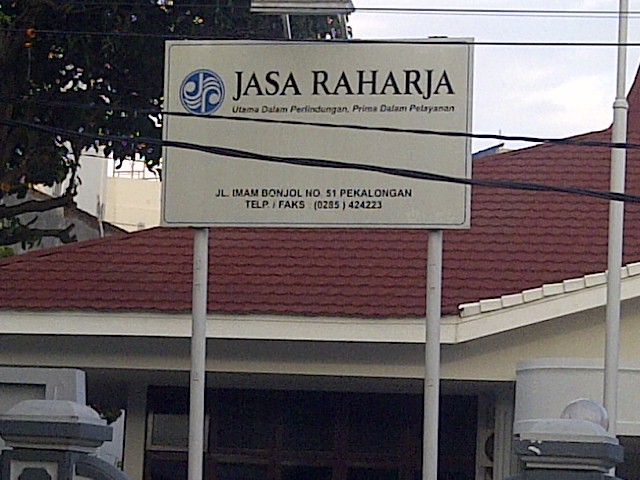 JASA RAHARJA
Utama Dalam Perlindungan, Prima Dalam Pelayanan
JL. IMAM BONJOL NO. 51 PEKALONGAN
TELP. / FAKS : (0285 ) 424223